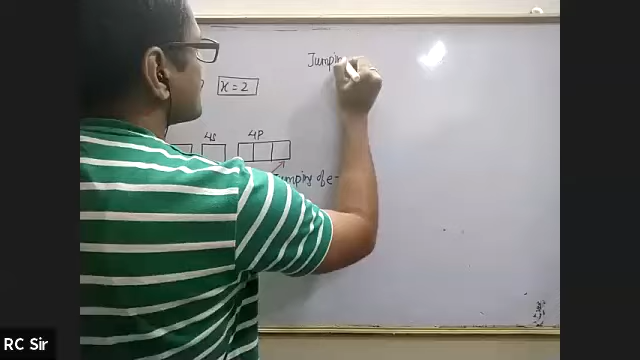 Jumpin
x = 2
4s 4p
Jumping of e-
RC Sir